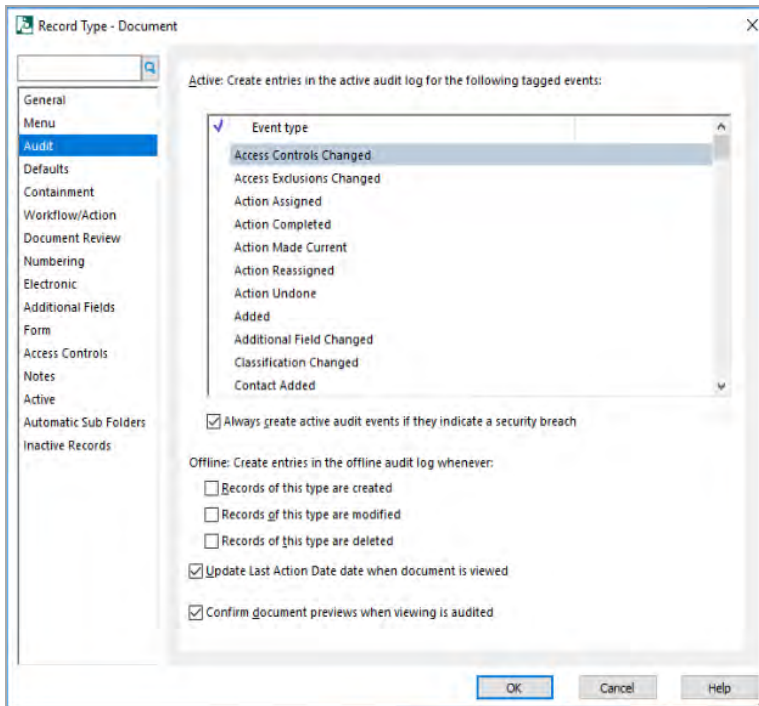 Record Type - Document
General
Menu
Audit
Defaults
Containment
Workflow/Action
Document Review
Numbering
Electronic
Additional Fields
Form
Access Controls
Notes
Active
Automatic Sub Folders
Inactive Records
Active: Create entries in the active audit log for the following tagged events:
Event type
Access Controls Changed
Access Exclusions Changed
Action Assigned
Action Completed
Action Made Current
Action Reassigned
Action Undone
Added
Additional Field Changed
Classification Changed
Contact Added
Always create active audit events if they indicate a security breach
Offline: Create entries in the offline audit log whenever:
Records of this type are created
Records of this type are modified
Records of this type are deleted
Update Last Action Date date when document is viewed
Confirm document previews when viewing is audited
OK Cancel Help